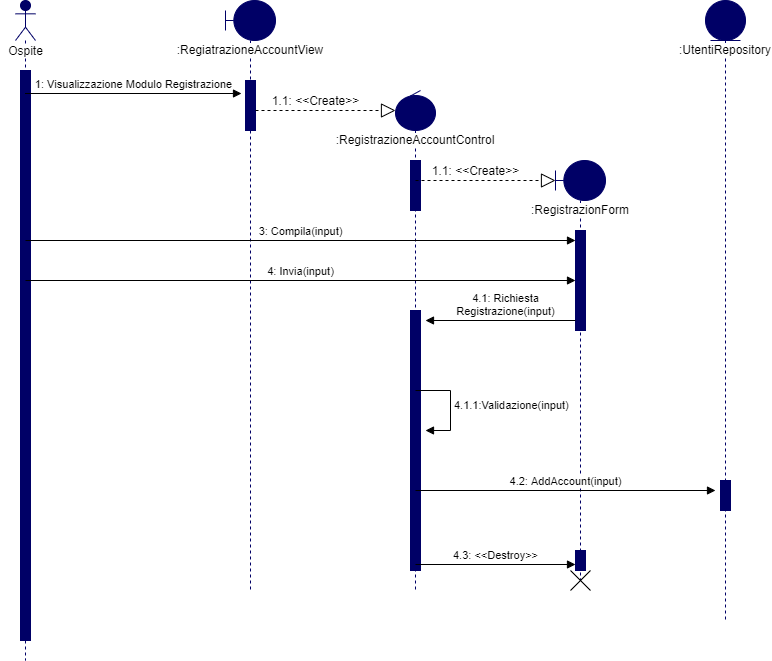 Ospite
:RegiatrazioneAccountView
:UtentiRepository
1: Visualizzazione Modulo Registrazione
1.1: <<Create>>
:RegistrazioneAccountControl
1.1: <<Create>>
:RegistrazionForm
3: Compila(input)
4: Invia(input)
4.1: Richiesta
Registrazione(input)
4.1.1:Validazione(input)
4.2: AddAccount(input)
4.3: <<Destroy>>